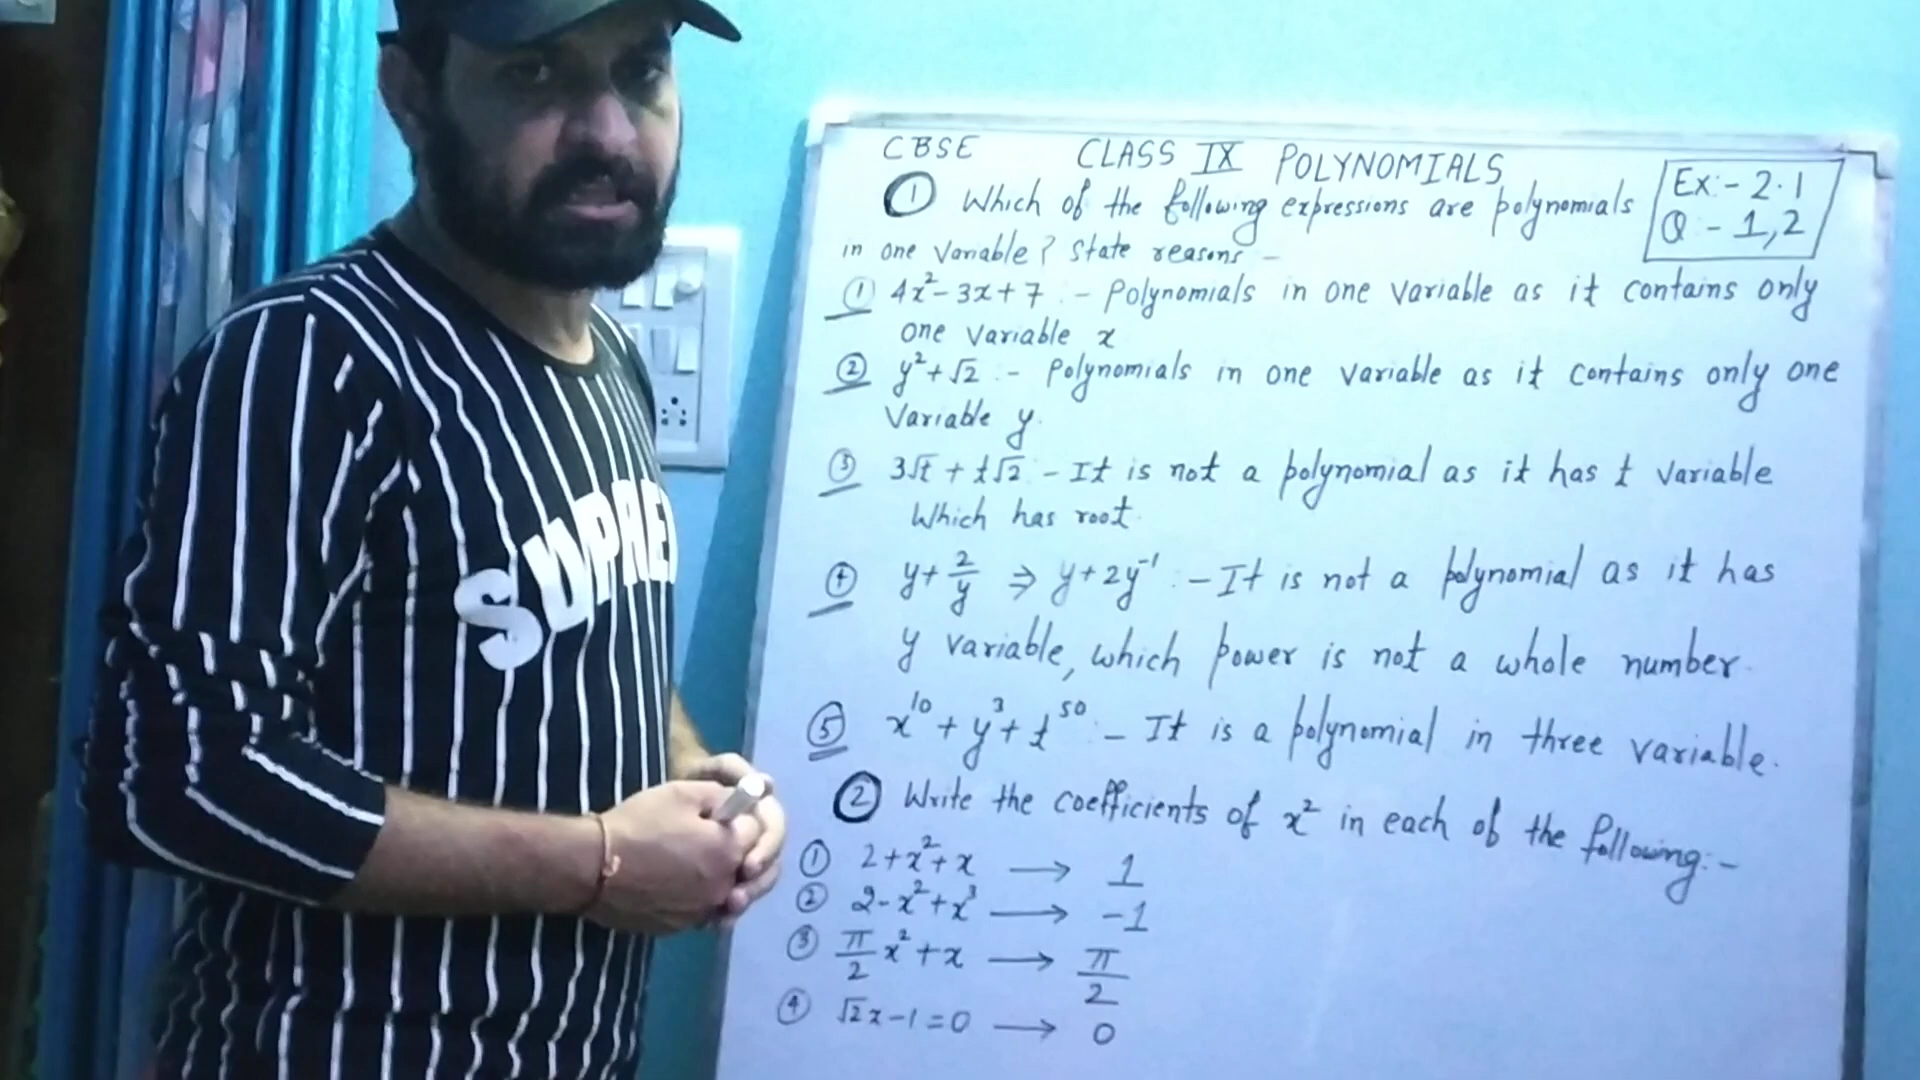 CBSE CLASS IX POLYNOMIALS
Ex:- 2.1
Q:- 1,2
① Which of the following expressions are polynomials
in one variable? State reasons -
① 4x²-3x+7 :- Polynomials in one variable as it contains only
one variable x
② y²+√2 :- Polynomials in one variable as it contains only one
Variable y.
③ 3√t + t√2 :- It is not a polynomial as it has t variable
Which has root.
④ y+2/y ⇒ y+2y⁻¹ :- It is not a polynomial as it has
y variable, which power is not a whole number.
⑤ x¹⁰+y³+t⁵⁰ :- It is a polynomial in three variable.
② Write the coefficients of x² in each of the following:-
① 2+x²+x → 1
② 2-x²+x³ → -1
③ π/2 x²+x → π/2
④ √2x-1=0 → 0
SUPREM